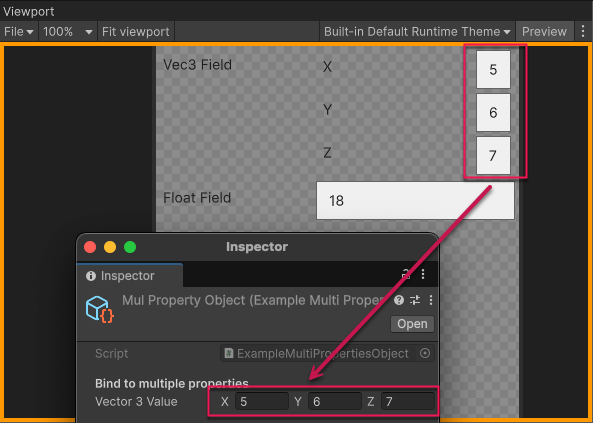 Viewport
File 100% Fit viewport Built-in Default Runtime Theme Preview
Vec3 Field X 5
Y 6
Z 7
Float Field 18
Inspector
Inspector
Mul Property Object (Example Multi Proper
Open
Script ExampleMultiPropertiesObject
Bind to multiple properties
Vector 3 Value X 5 Y 6 Z 7